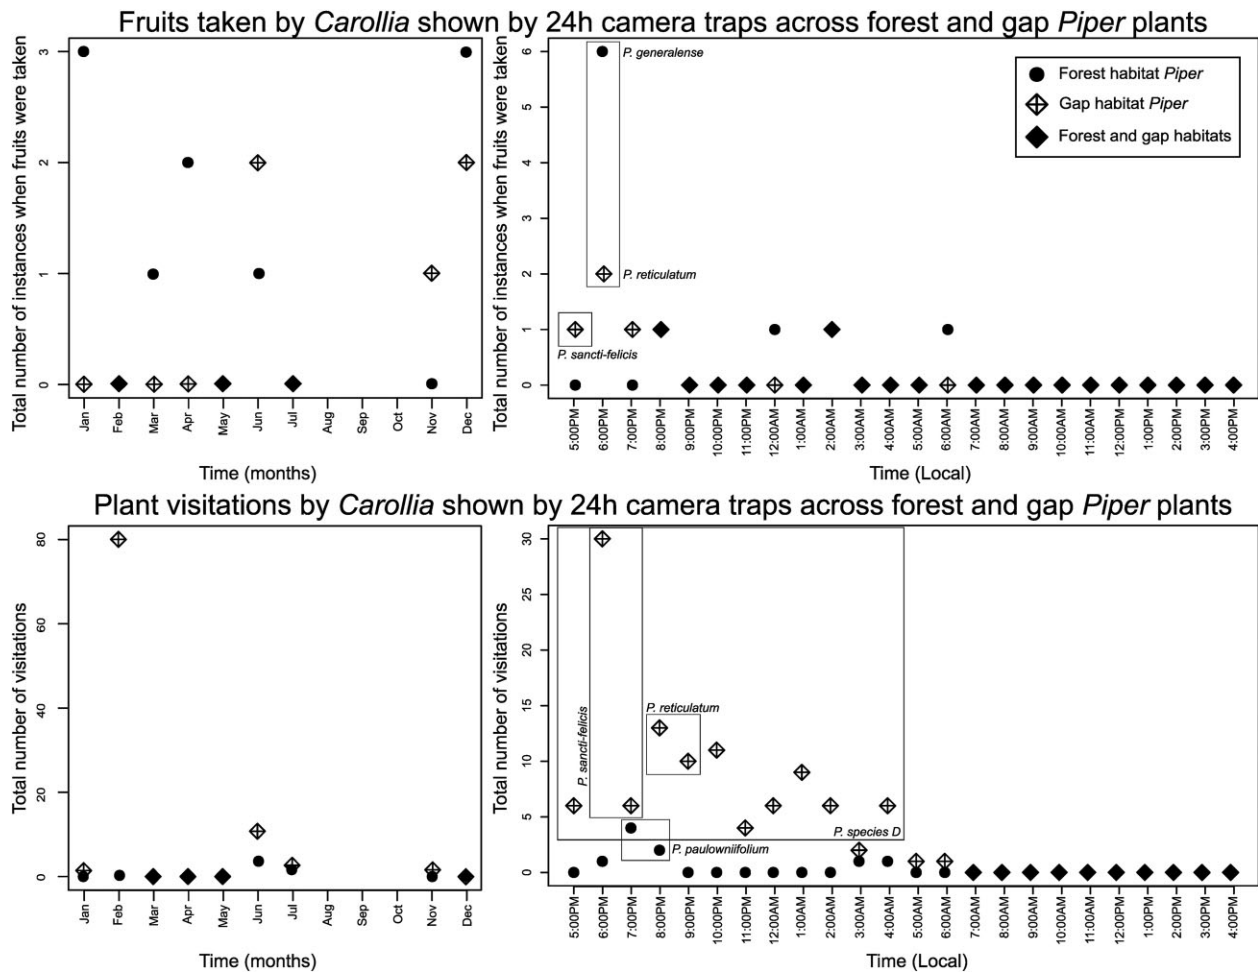 Fruits taken by Carollia shown by 24h camera traps across forest and gap Piper plants
Total number of instances when fruits were taken
3
2
1
0
Jan
Feb
Mar
Apr
May
Jun
Jul
Aug
Sep
Oct
Nov
Dec
Time (months)
Total number of instances when fruits were taken
6
5
4
3
2
1
0
P. generalense
P. reticulatum
P. sancti-felicis
Forest habitat Piper
Gap habitat Piper
Forest and gap habitats
5:00PM
6:00PM
7:00PM
8:00PM
9:00PM
10:00PM
11:00PM
12:00AM
1:00AM
2:00AM
3:00AM
4:00AM
5:00AM
6:00AM
7:00AM
8:00AM
9:00AM
10:00AM
11:00AM
12:00PM
1:00PM
2:00PM
3:00PM
4:00PM
Time (Local)
Plant visitations by Carollia shown by 24h camera traps across forest and gap Piper plants
Total number of visitations
80
60
40
20
0
Jan
Feb
Mar
Apr
May
Jun
Jul
Aug
Sep
Oct
Nov
Dec
Time (months)
Total number of visitations
30
25
20
15
10
5
0
P. sancti-felicis
P. reticulatum
P. species D
P. paulowniifolium
5:00PM
6:00PM
7:00PM
8:00PM
9:00PM
10:00PM
11:00PM
12:00AM
1:00AM
2:00AM
3:00AM
4:00AM
5:00AM
6:00AM
7:00AM
8:00AM
9:00AM
10:00AM
11:00AM
12:00PM
1:00PM
2:00PM
3:00PM
4:00PM
Time (Local)